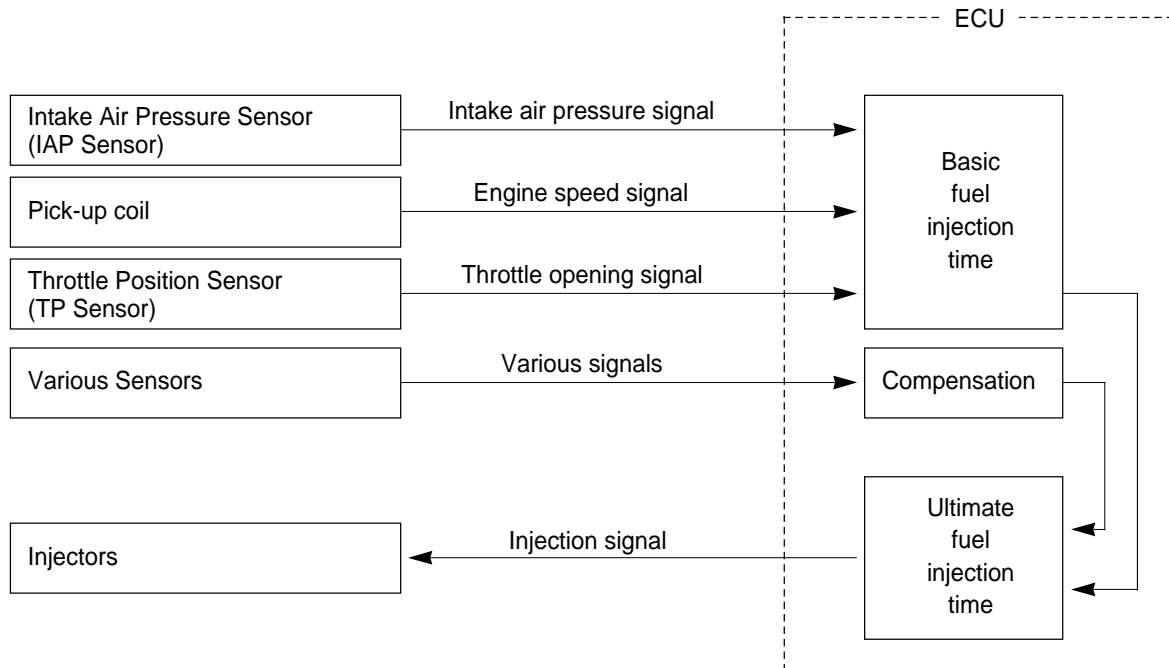 ECU
Intake Air Pressure Sensor
(IAP Sensor)
Intake air pressure signal
Basic
fuel
injection
time
Pick-up coil
Engine speed signal
Throttle Position Sensor
(TP Sensor)
Throttle opening signal
Various Sensors
Various signals
Compensation
Injectors
Injection signal
Ultimate
fuel
injection
time